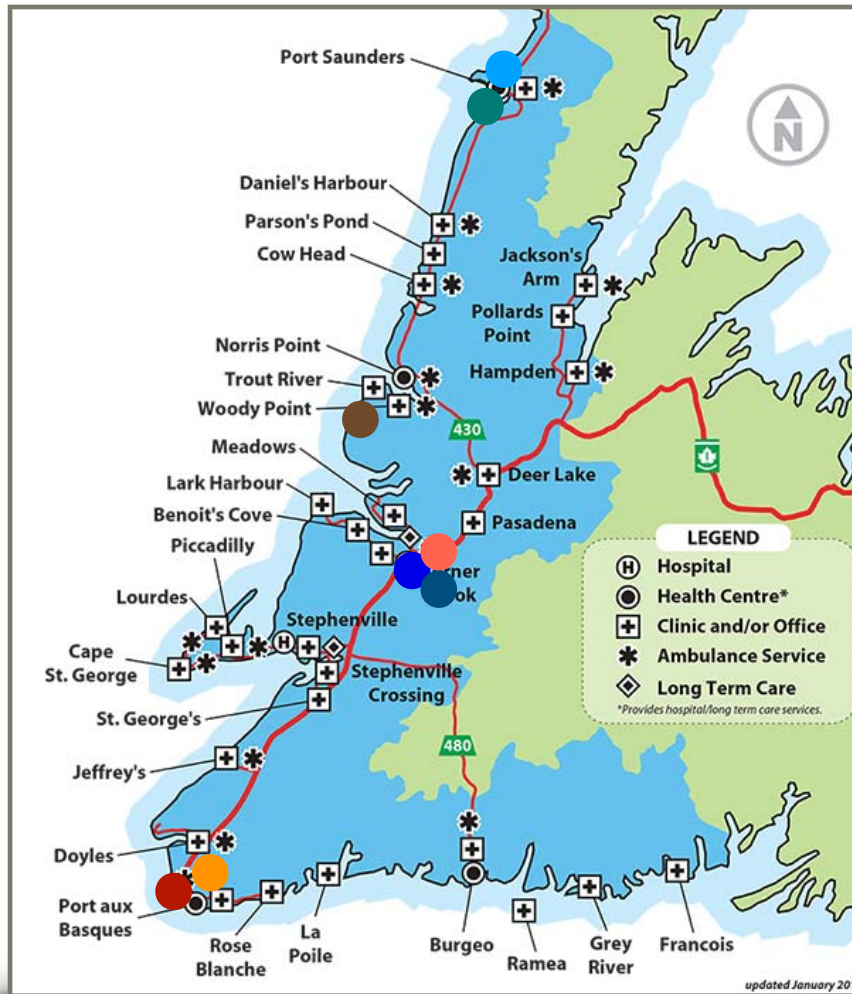 Port Saunders
N
Daniel's Harbour
Parson's Pond
Cow Head
Jackson's
Arm
Pollards
Point
Norris Point
Trout River
Hampden
Woody Point
430
1
Meadows
Deer Lake
Lark Harbour
Benoit's Cove
Pasadena
Piccadilly
LEGEND
H Hospital
Health Centre*
Clinic and/or Office
Ambulance Service
Long Term Care
*Provides hospital/long term care services.
Lourdes
Stephenville
H
Cape
St. George
Stephenville
Crossing
St. George's
480
Jeffrey's
Doyles
Port aux
Basques
Rose
Blanche
La
Poile
Burgeo
Ramea
Grey
River
Francois
updated January